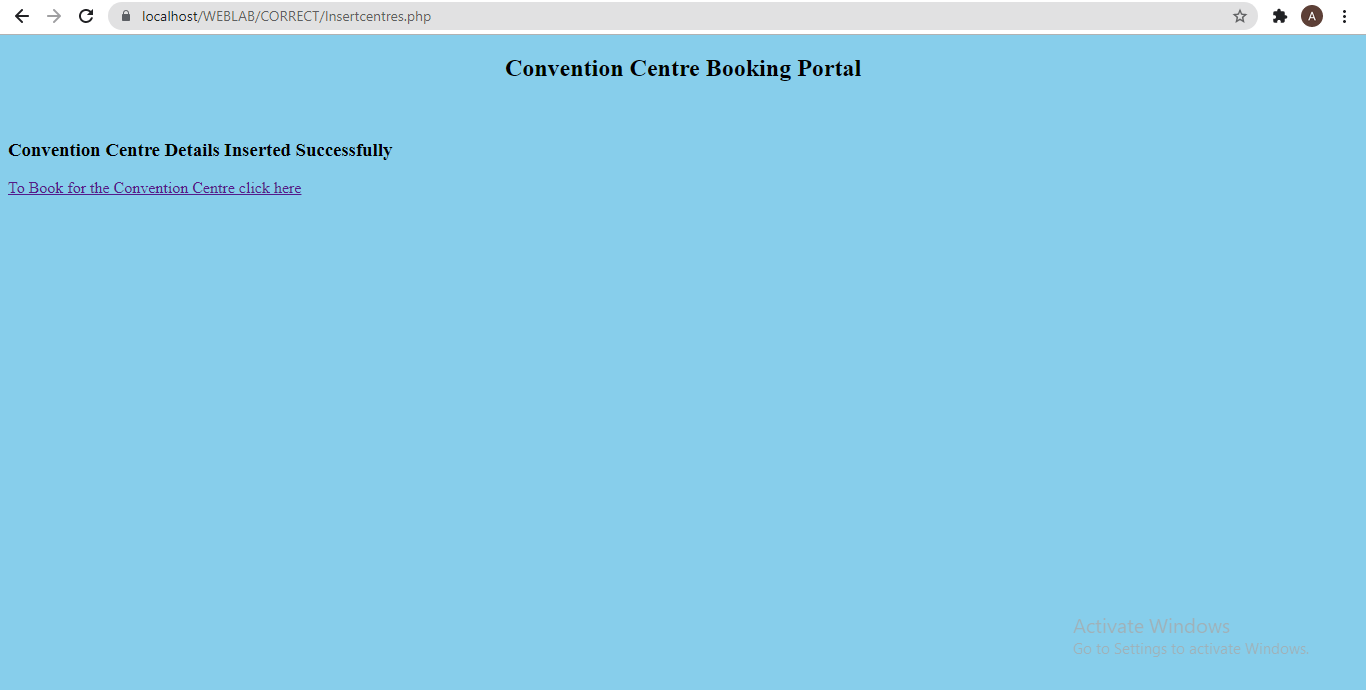 localhost/WEBLAB/CORRECT/Insertcentres.php
A
Convention Centre Booking Portal
Convention Centre Details Inserted Successfully
To Book for the Convention Centre click here
Activate Windows
Go to Settings to activate Windows.